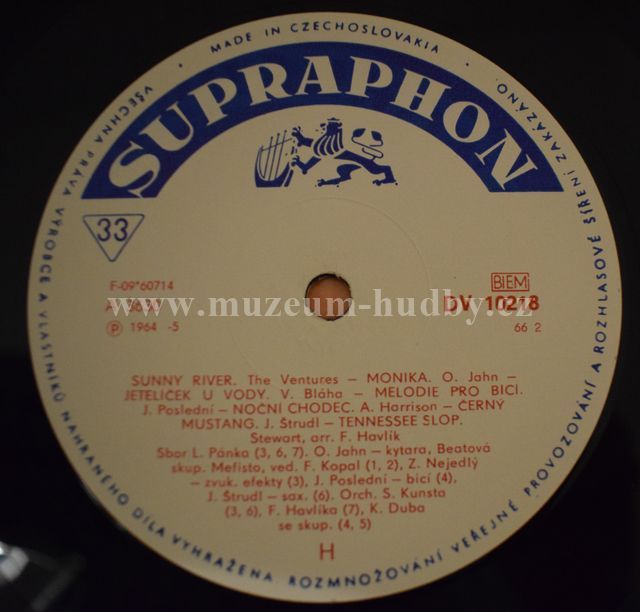 • MADE IN CZECHOSLOVAKIA •
SUPRAPHON
33
F-09*60714
℗ 1964 -5
BIEM
DV 10218
66 2
www.muzeum-hudby.cz
SUNNY RIVER. The Ventures – MONIKA. O. Jahn –
JETELÍČEK U VODY. V. Bláha – MELODIE PRO BICÍ.
J. Poslední – NOČNÍ CHODEC. A. Harrison – ČERNÝ
MUSTANG. J. Štrudl – TENNESSEE SLOP.
Stewart, arr. F. Havlík
Sbor L. Pánka (3, 6, 7). O. Jahn – kytara, Beatová
skup. Mefisto, ved. F. Kopal (1, 2), Z. Nejedlý
– zvuk. efekty (3), J. Poslední – bicí (4),
J. Štrudl – sax. (6). Orch. S. Kunsta
(3, 6), F. Havlíka (7), K. Duba
se skup. (4, 5)
H
VŠECHNA PRÁVA VÝROBCE A VLASTNÍKŮ NAHRANÉHO DÍLA VYHRAŽENA. ROZMNOŽOVÁNÍ VEŘEJNÉ PROVOZOVÁNÍ A ROZHLASOVÉ ŠÍŘENÍ ZAKÁZÁNO